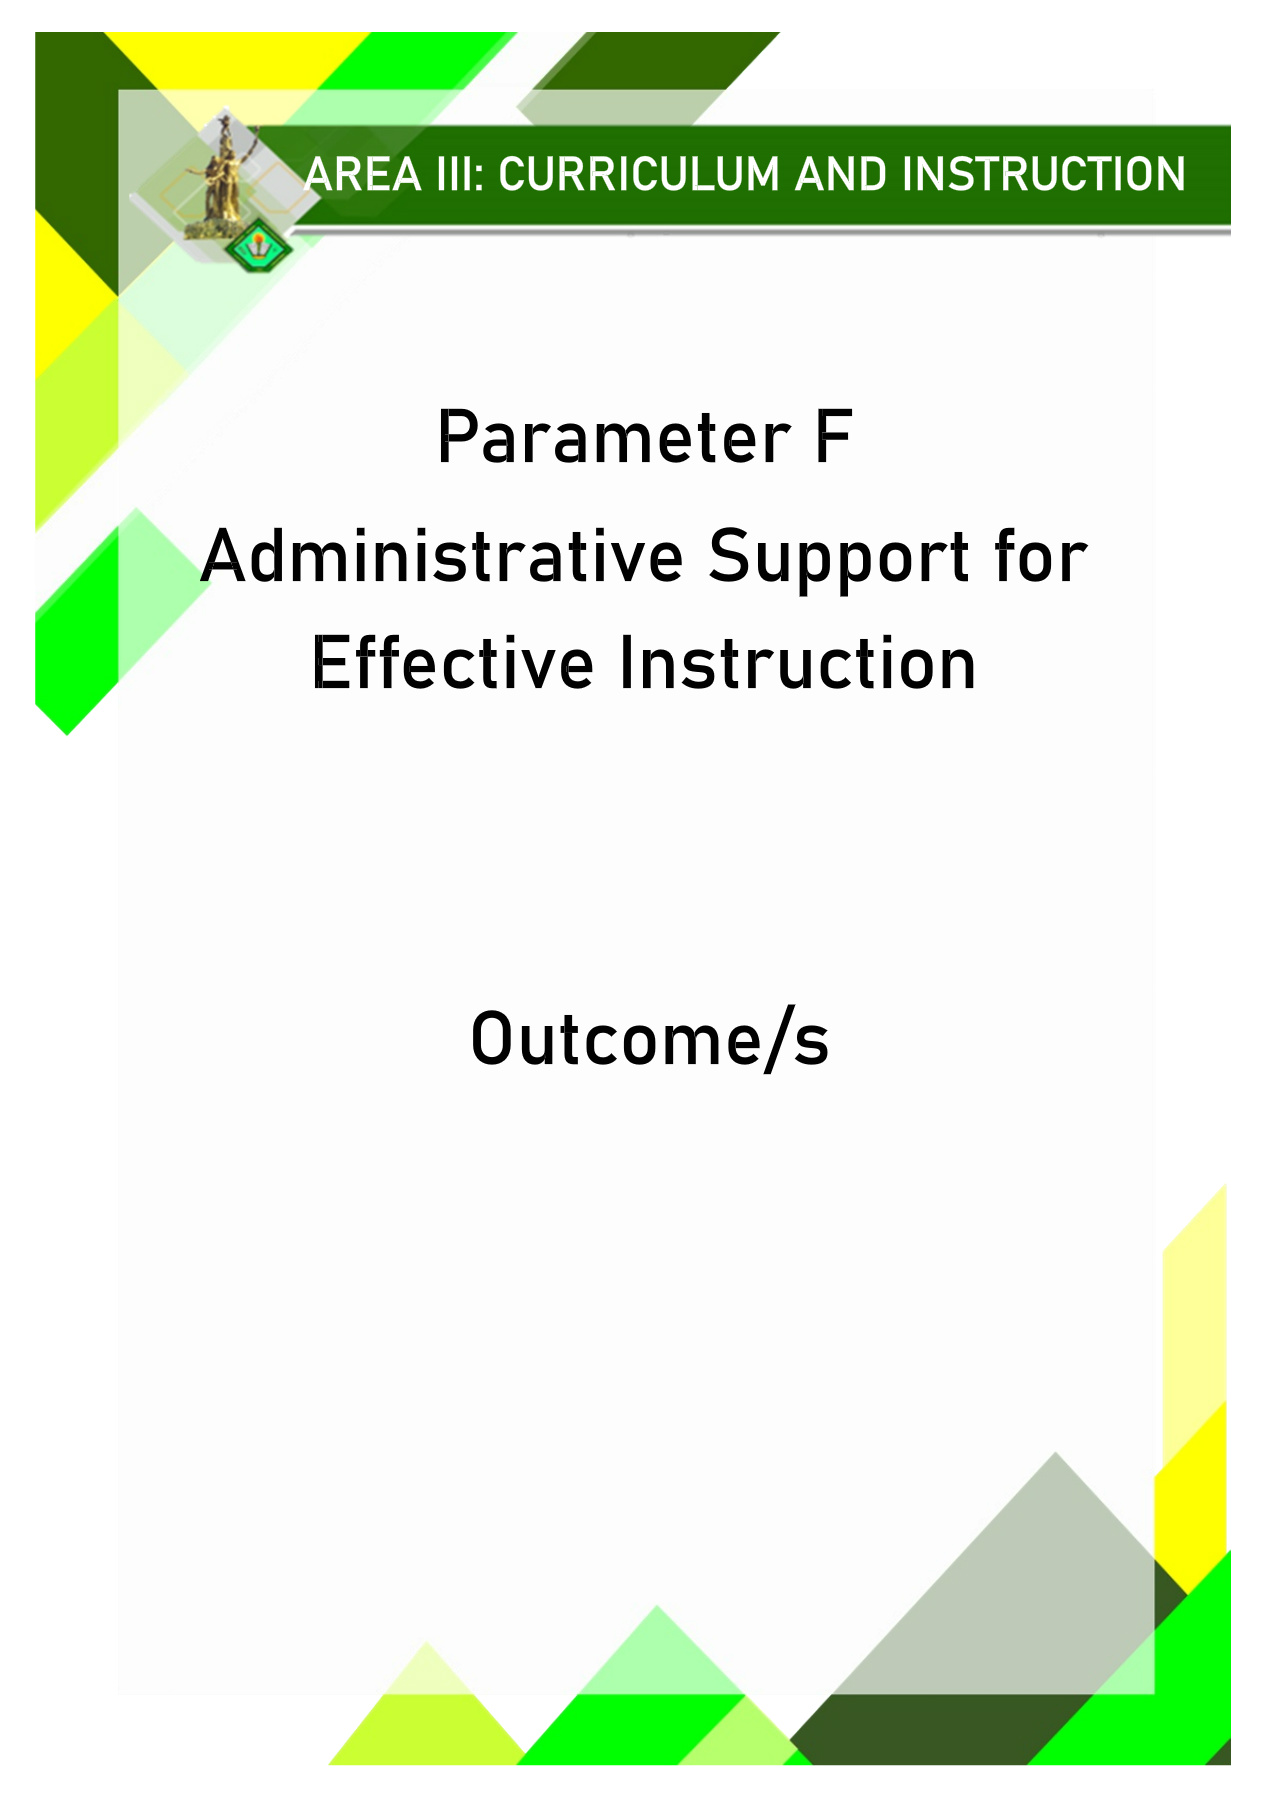 AREA III: CURRICULUM AND INSTRUCTION
Parameter F
Administrative Support for
Effective Instruction
Outcome/s